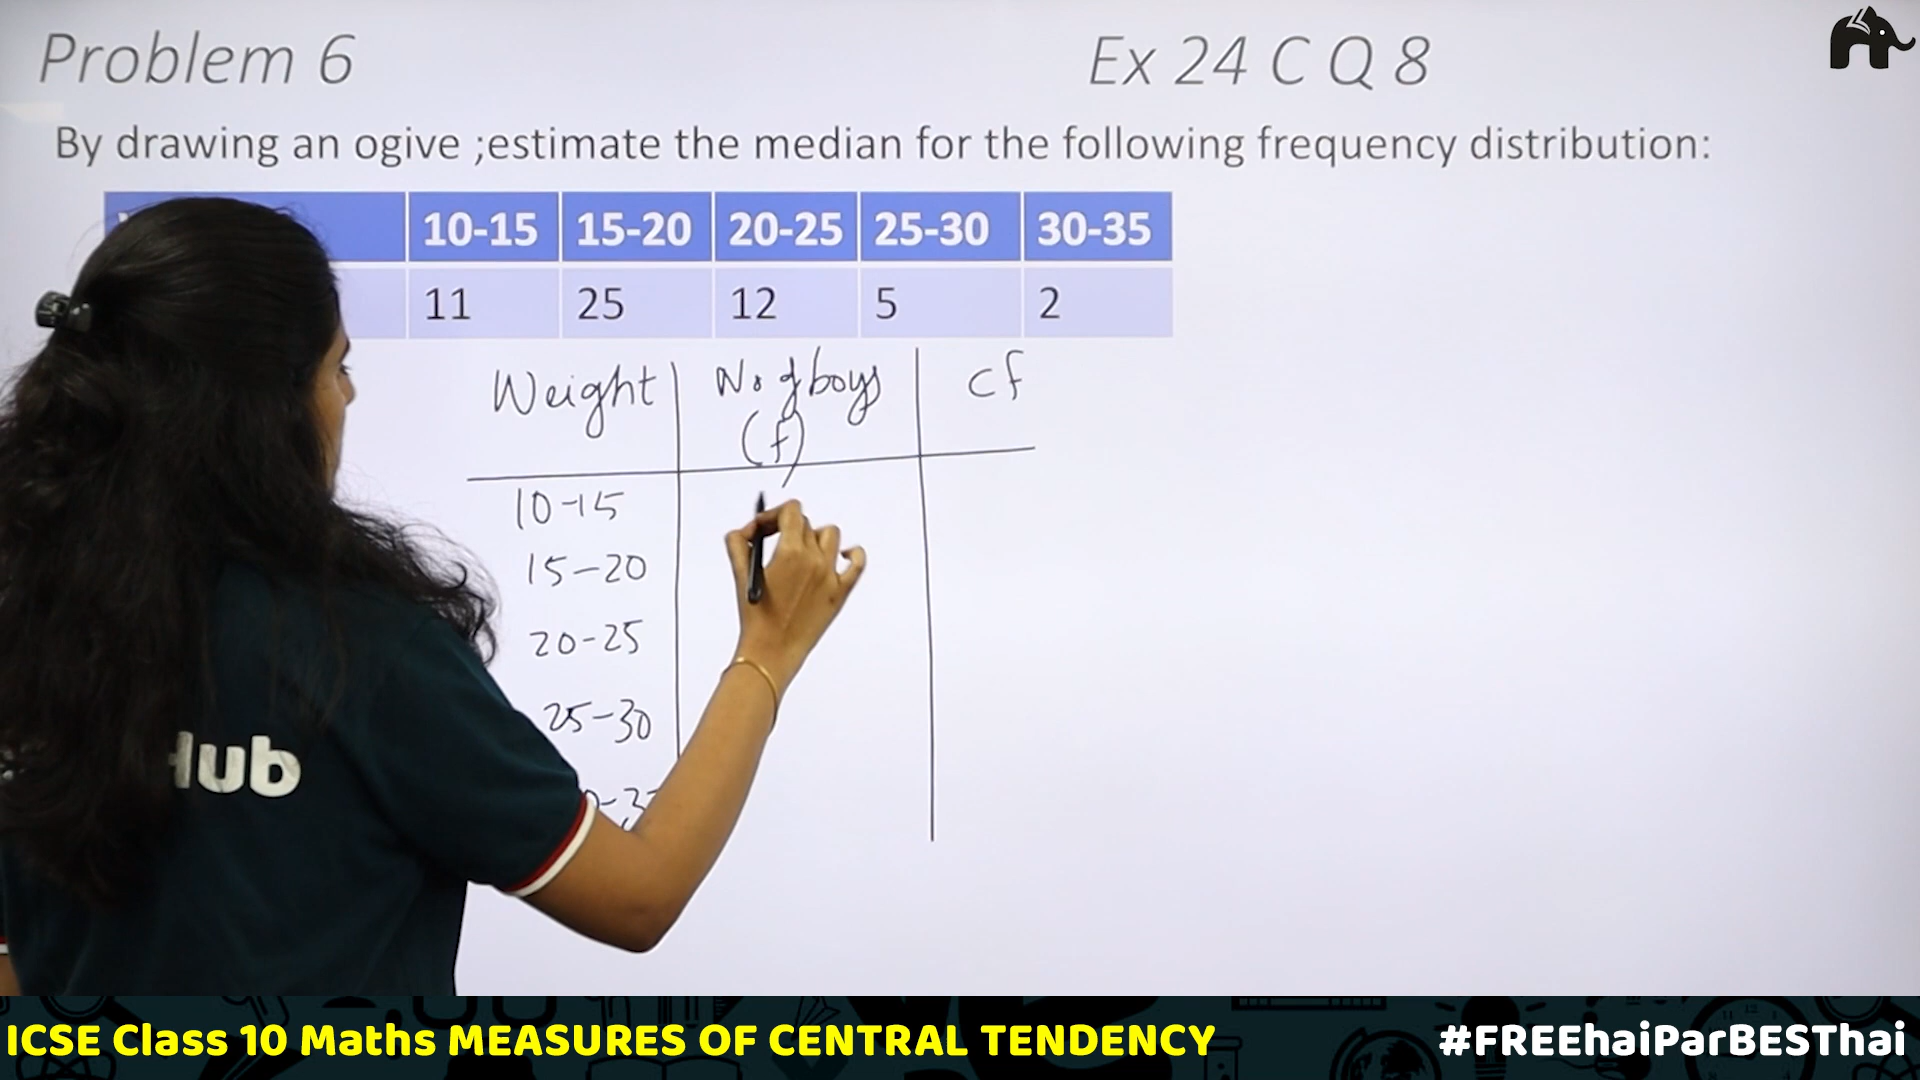 Problem 6
Ex 24 C Q 8
By drawing an ogive ;estimate the median for the following frequency distribution:
10-15 15-20 20-25 25-30 30-35
11 25 12 5 2
Weight No of boys cf
(f)
10-15
15-20
20-25
25-30
Hub
ICSE Class 10 Maths MEASURES OF CENTRAL TENDENCY
#FREEhaiParBESThai